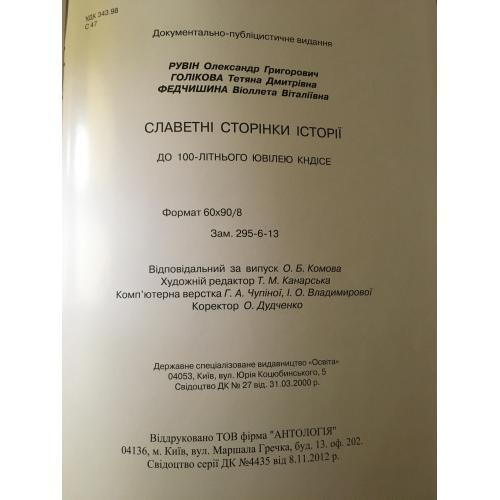 УДК 343.98
С 47
Документально-публіцистичне видання
РУВІН Олександр Григорович
ГОЛІКОВА Тетяна Дмитрівна
ФЕДЧИШИНА Віоллета Віталіївна
СЛАВЕТНІ СТОРІНКИ ІСТОРІЇ
ДО 100-ЛІТНЬОГО ЮВІЛЕЮ КНДІСЕ
Формат 60х90/8
Зам. 295-6-13
Відповідальний за випуск О. Б. Комова
Художній редактор Т. М. Канарська
Комп'ютерна верстка Г. А. Чупіної, І. О. Владимирової
Коректор О. Дудченко
Державне спеціалізоване видавництво «Освіта»
04053, Київ, вул. Юрія Коцюбинського, 5
Свідоцтво ДК № 27 від. 31.03.2000 р.
Віддруковано ТОВ фірма "АНТОЛОГІЯ"
04136, м. Київ, вул. Маршала Гречка, буд. 13. оф. 202.
Свідоцтво серії ДК №4435 від 8.11.2012 р.